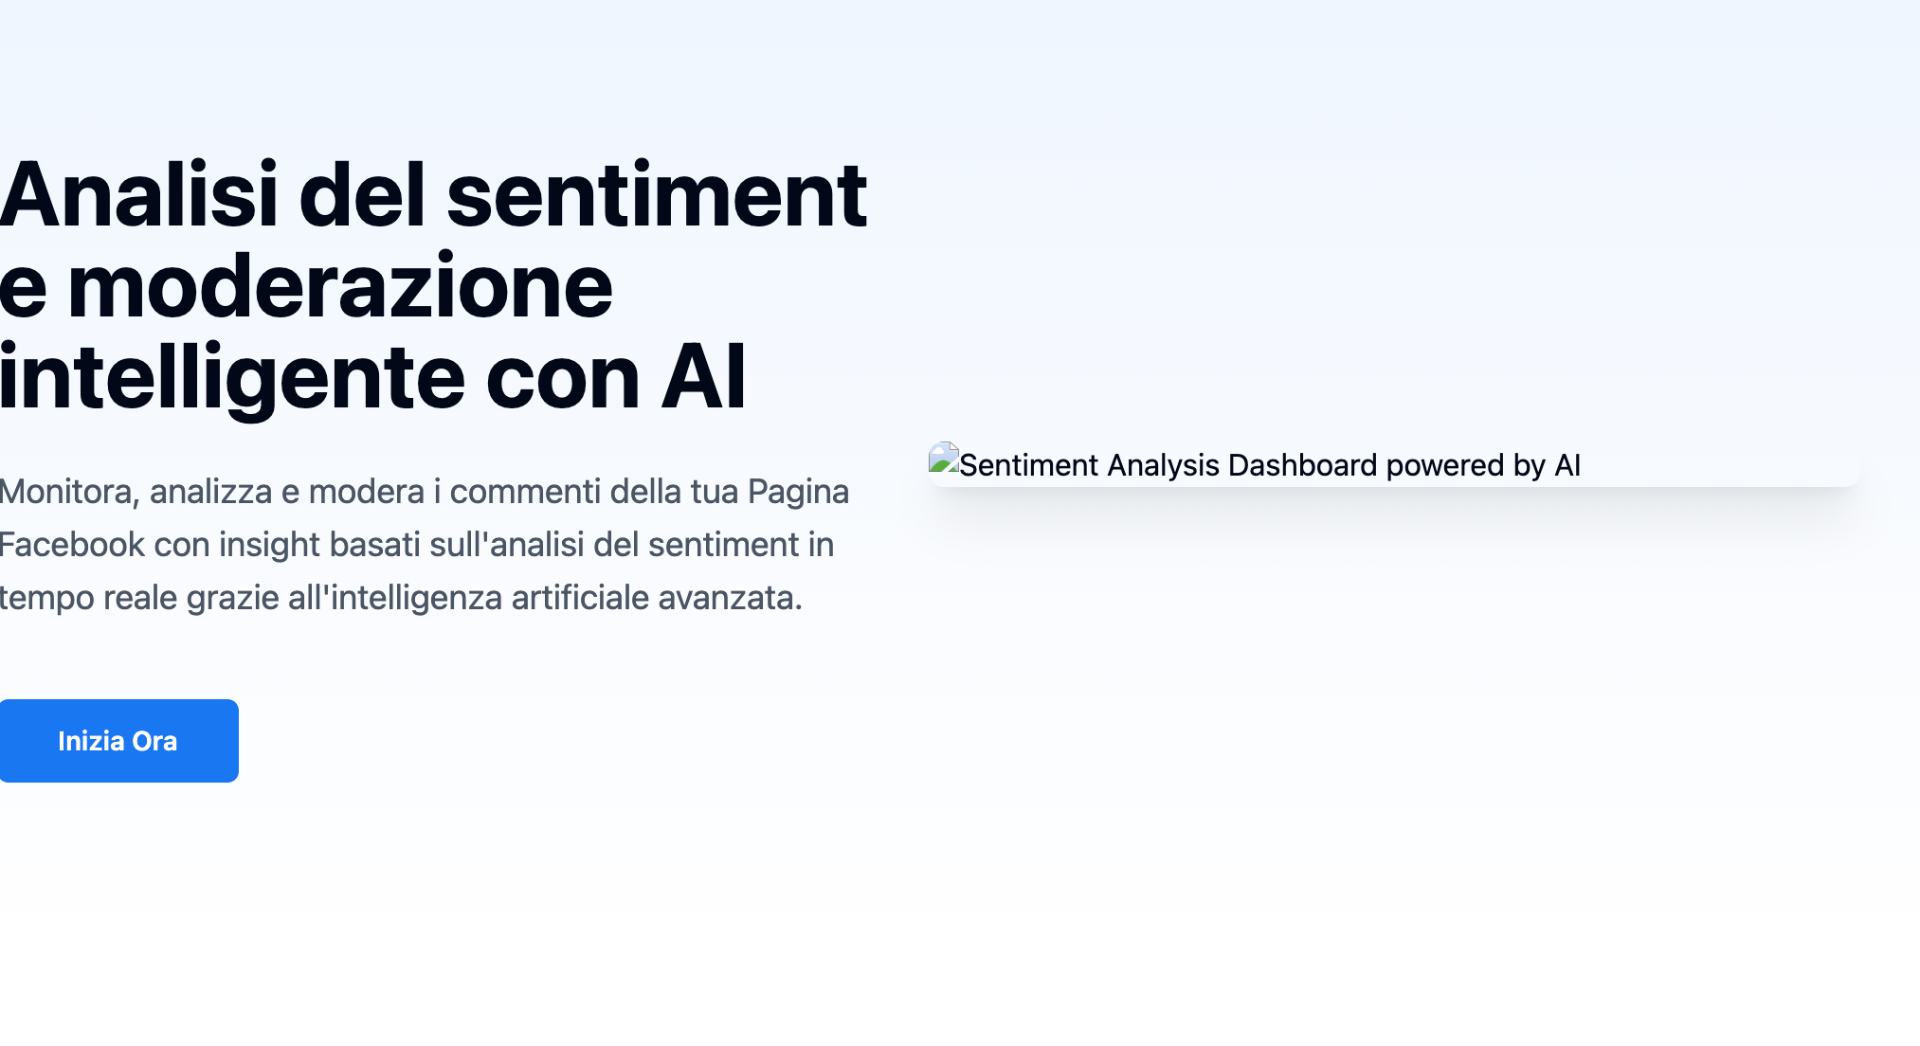 Analisi del sentiment
e moderazione
intelligente con AI
Monitora, analizza e modera i commenti della tua Pagina
Facebook con insight basati sull'analisi del sentiment in
tempo reale grazie all'intelligenza artificiale avanzata.
Inizia Ora
Sentiment Analysis Dashboard powered by AI